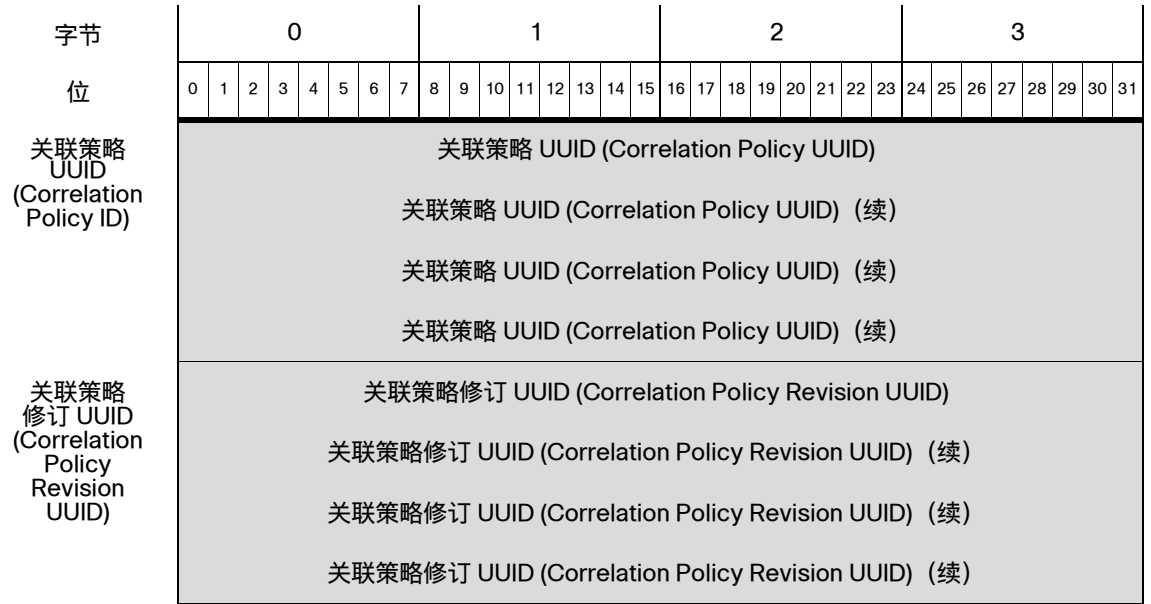 字节 0 1 2 3
位 0 1 2 3 4 5 6 7 8 9 10 11 12 13 14 15 16 17 18 19 20 21 22 23 24 25 26 27 28 29 30 31
关联策略
UUID
(Correlation
Policy ID)
关联策略 UUID (Correlation Policy UUID)
关联策略 UUID (Correlation Policy UUID)（续）
关联策略 UUID (Correlation Policy UUID)（续）
关联策略 UUID (Correlation Policy UUID)（续）
关联策略
修订 UUID
(Correlation
Policy
Revision
UUID)
关联策略修订 UUID (Correlation Policy Revision UUID)
关联策略修订 UUID (Correlation Policy Revision UUID)（续）
关联策略修订 UUID (Correlation Policy Revision UUID)（续）
关联策略修订 UUID (Correlation Policy Revision UUID)（续）